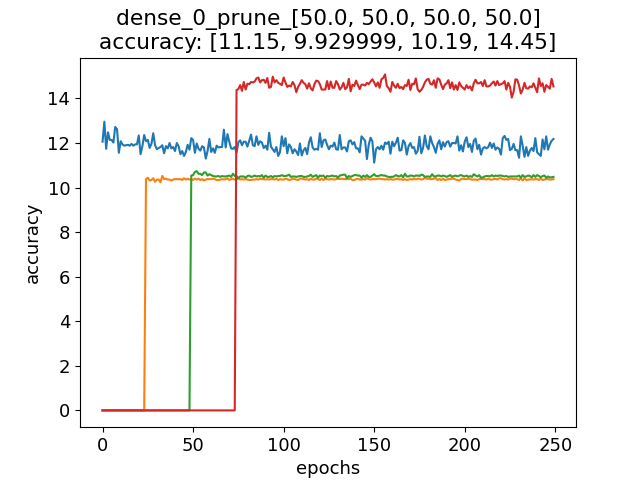 dense_0_prune_[50.0, 50.0, 50.0, 50.0]
accuracy: [11.15, 9.929999, 10.19, 14.45]
14
12
10
8
6
4
2
0
accuracy
0 50 100 150 200 250
epochs